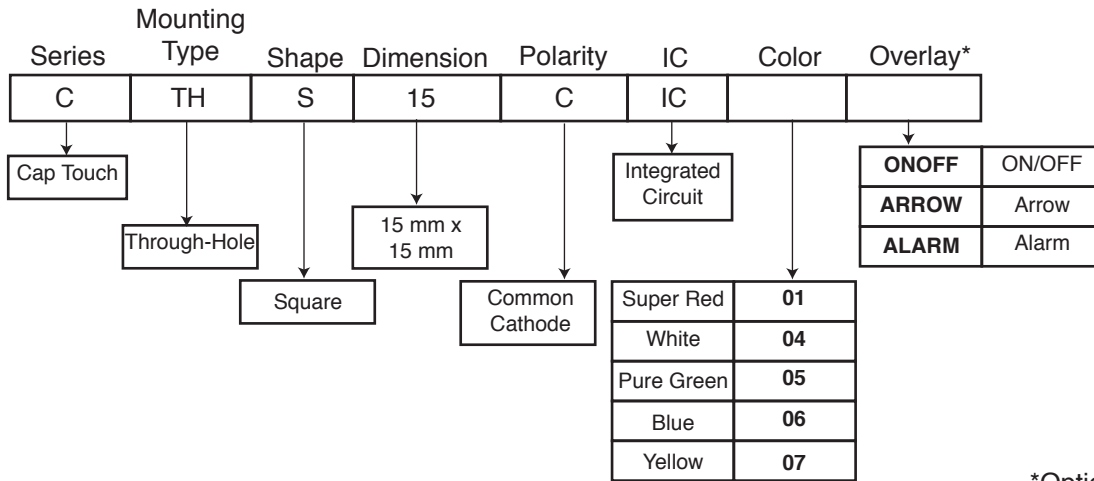 Mounting
Series Type Shape Dimension Polarity IC Color Overlay*
C TH S 15 C IC
Cap Touch
Through-Hole
Square
15 mm x
15 mm
Common
Cathode
Integrated
Circuit
Super Red 01
White 04
Pure Green 05
Blue 06
Yellow 07
ONOFF ON/OFF
ARROW Arrow
ALARM Alarm